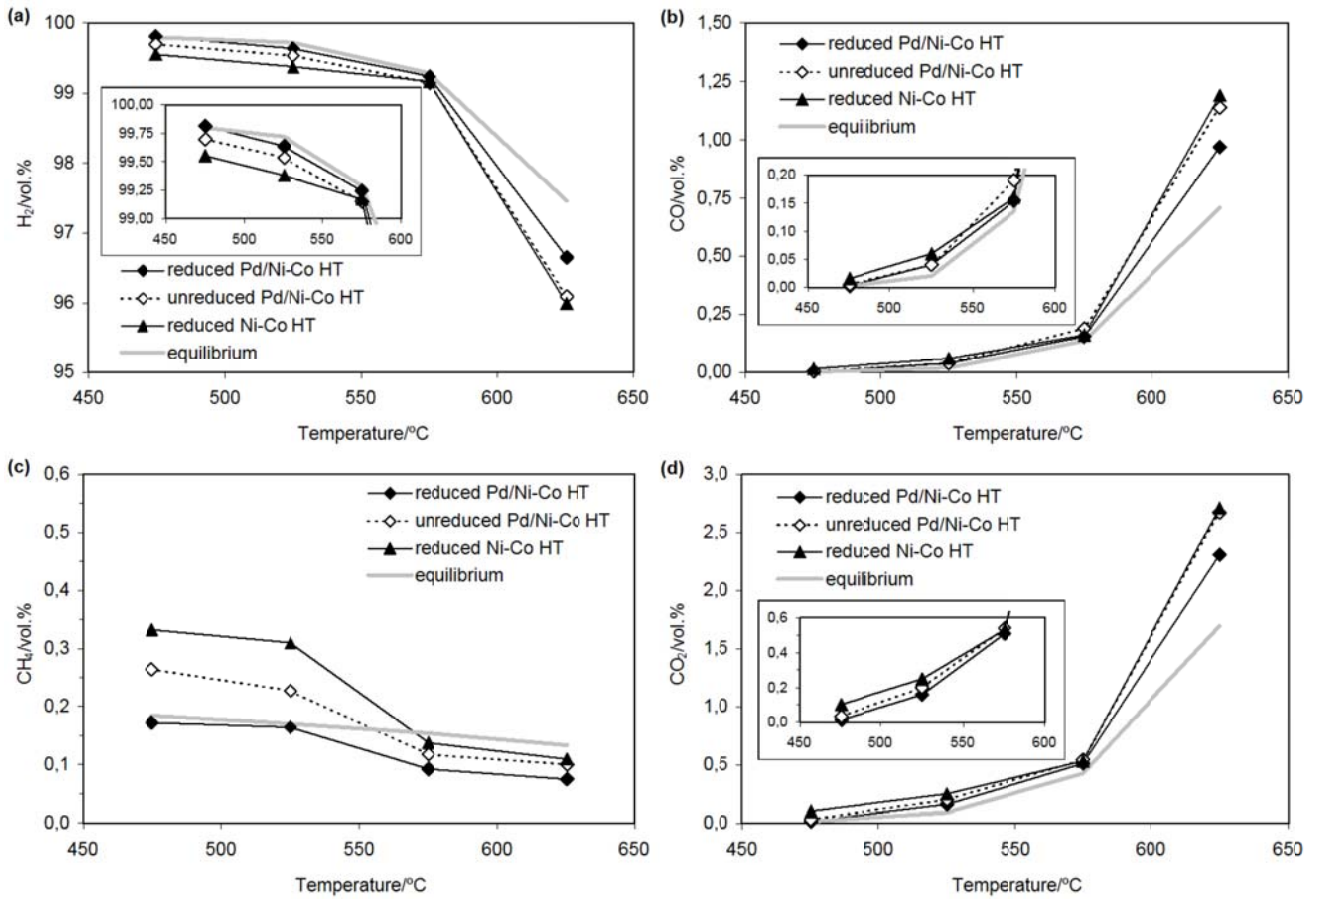 (a)
100
99
98
97
96
95
H2/vol.%
100,00
99,75
99,50
99,25
99,00
450 500 550 600
reduced Pd/Ni-Co HT
unreduced Pd/Ni-Co HT
reduced Ni-Co HT
equilibrium
450 500 550 600 650
Temperature/ºC
(b)
1,50
1,25
1,00
0,75
0,50
0,25
0,00
CO/vol.%
reduced Pd/Ni-Co HT
unreduced Pd/Ni-Co HT
reduced Ni-Co HT
equilibrium
0,20
0,15
0,10
0,05
0,00
450 500 550 600
450 500 550 600 650
Temperature/ºC
(c)
0,6
0,5
0,4
0,3
0,2
0,1
0,0
CH4/vol.%
reduced Pd/Ni-Co HT
unreduced Pd/Ni-Co HT
reduced Ni-Co HT
equilibrium
450 500 550 600 650
Temperature/ºC
(d)
3,0
2,5
2,0
1,5
1,0
0,5
0,0
CO2/vol.%
reduced Pd/Ni-Co HT
unreduced Pd/Ni-Co HT
reduced Ni-Co HT
equilibrium
0,6
0,4
0,2
0,0
450 500 550 600
450 500 550 600 650
Temperature/ºC